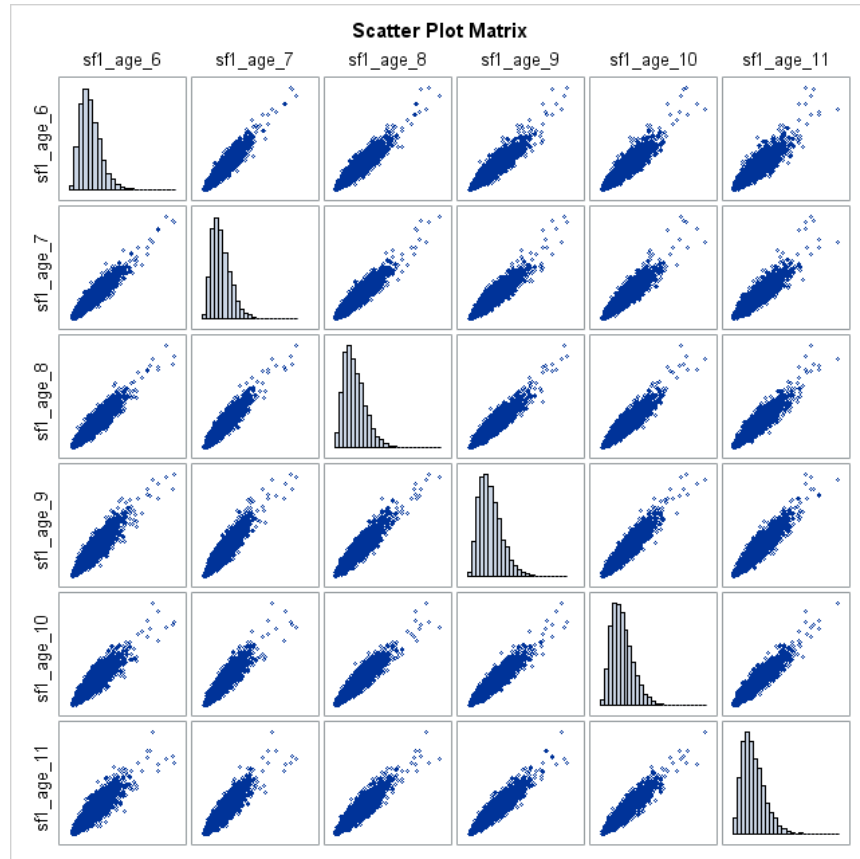 Scatter Plot Matrix
sf1_age_6 sf1_age_7 sf1_age_8 sf1_age_9 sf1_age_10 sf1_age_11
sf1_age_6
sf1_age_7
sf1_age_8
sf1_age_9
sf1_age_10
sf1_age_11